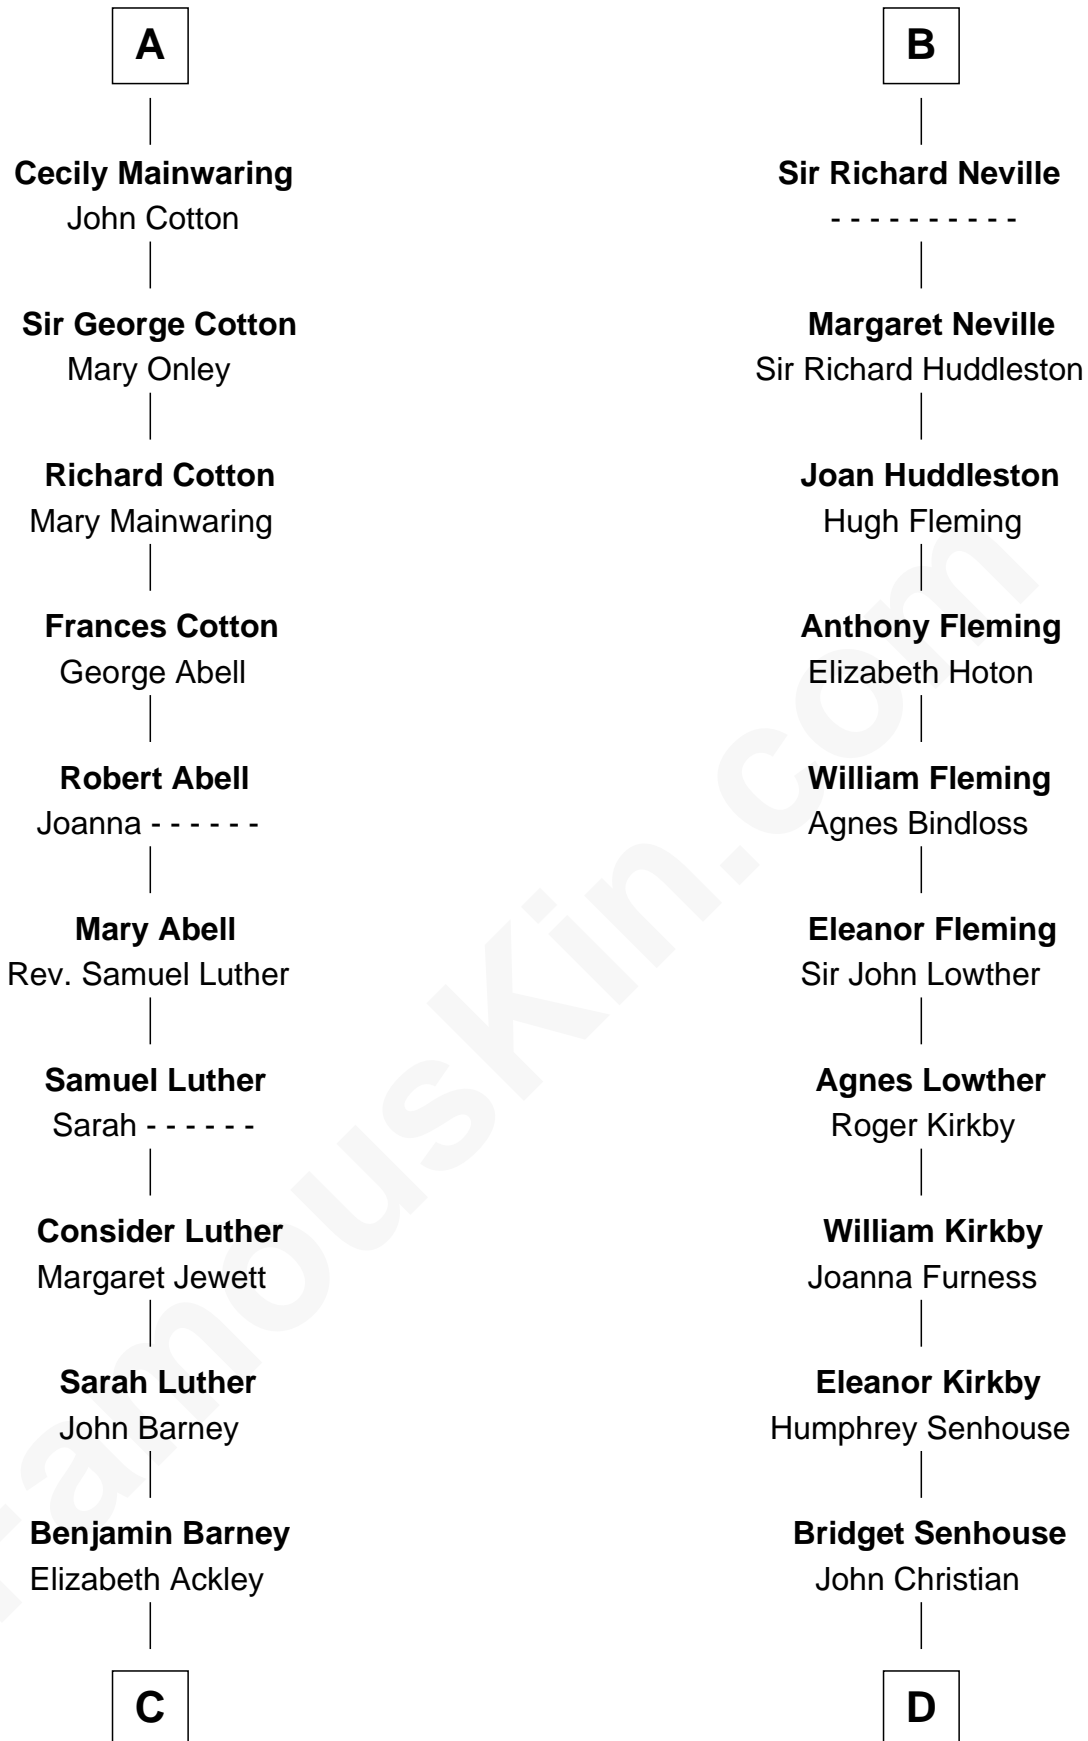 A
Cecily Mainwaring
John Cotton
Sir George Cotton
Mary Onley
Richard Cotton
Mary Mainwaring
Frances Cotton
George Abell
Robert Abell
Joanna - - - - - -
Mary Abell
Rev. Samuel Luther
Samuel Luther
Sarah - - - - - -
Consider Luther
Margaret Jewett
Sarah Luther
John Barney
Benjamin Barney
Elizabeth Ackley
C
B
Sir Richard Neville
- - - - - - - - - -
Margaret Neville
Sir Richard Huddleston
Joan Huddleston
Hugh Fleming
Anthony Fleming
Elizabeth Hoton
William Fleming
Agnes Bindloss
Eleanor Fleming
Sir John Lowther
Agnes Lowther
Roger Kirkby
William Kirkby
Joanna Furness
Eleanor Kirkby
Humphrey Senhouse
Bridget Senhouse
John Christian
D
FamousKin.com